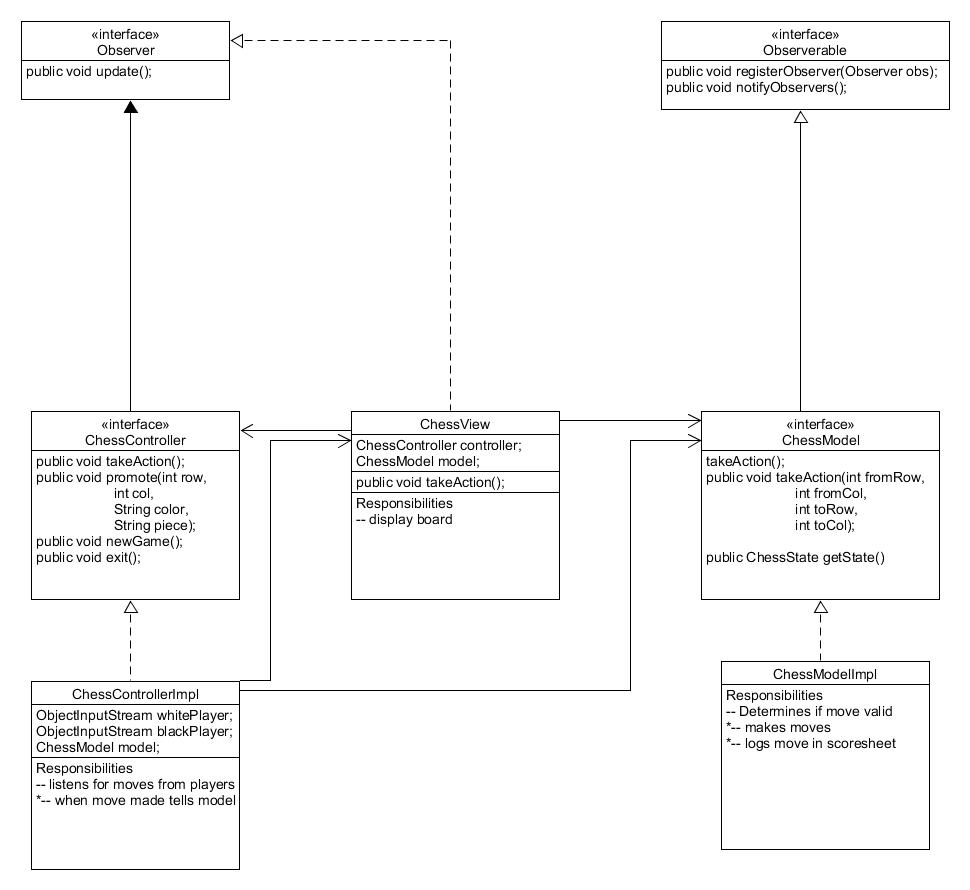 «interface»
Observer
public void update();
«interface»
Observerable
public void registerObserver(Observer obs);
public void notifyObservers();
«interface»
ChessController
public void takeAction();
public void promote(int row,
int col,
String color,
String piece);
public void newGame();
public void exit();
ChessView
ChessController controller;
ChessModel model;
public void takeAction();
Responsibilities
-- display board
«interface»
ChessModel
takeAction();
public void takeAction(int fromRow,
int fromCol,
int toRow,
int toCol);
public ChessState getState()
ChessControllerImpl
ObjectInputStream whitePlayer;
ObjectInputStream blackPlayer;
ChessModel model;
Responsibilities
-- listens for moves from players
*-- when move made tells model
ChessModelImpl
Responsibilities
-- Determines if move valid
*-- makes moves
*-- logs move in scoresheet